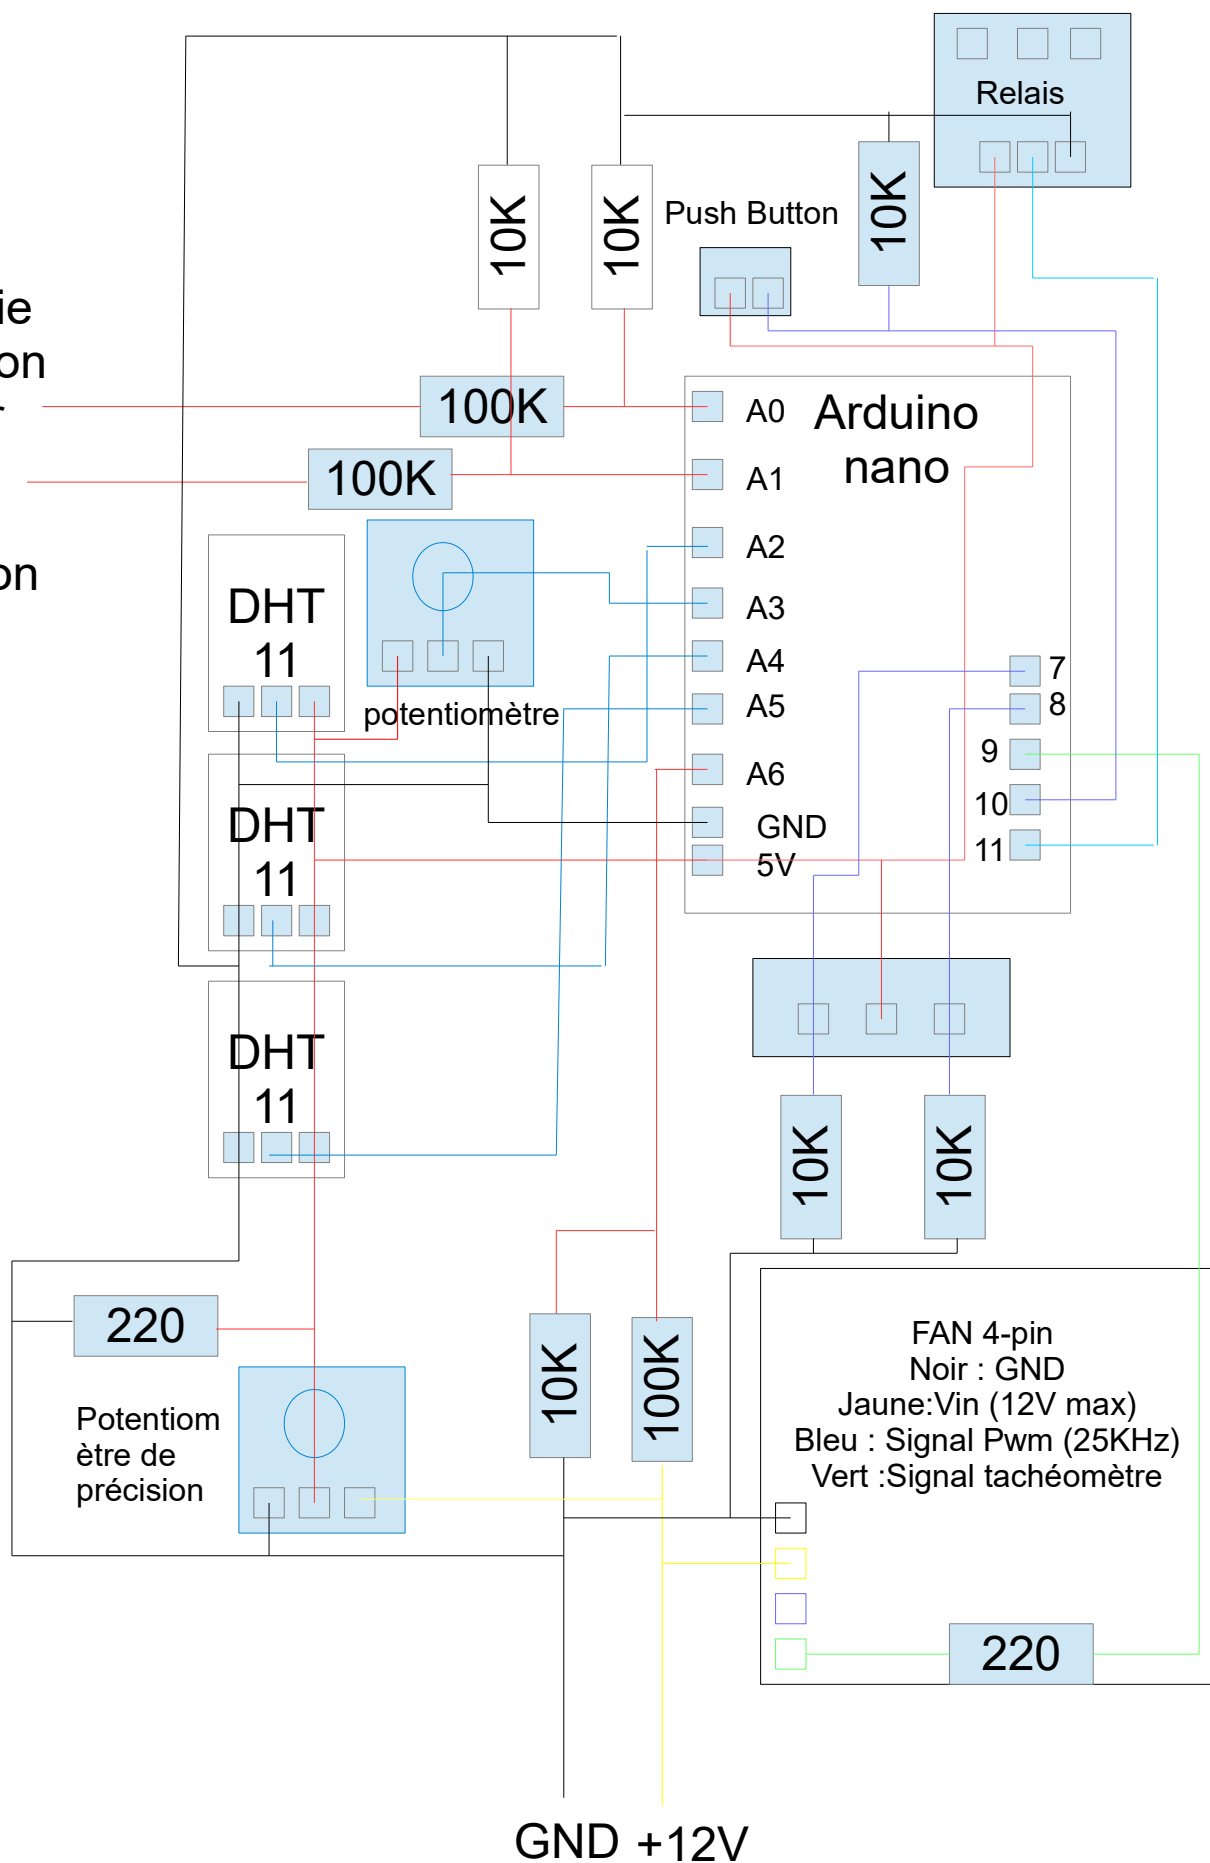 Relais
10K
10K
10K
Push Button
ie
on
100K
A0
Arduino
nano
100K
A1
A2
on
DHT
11
A3
A4
7
potentiomètre
A5
8
9
A6
10
DHT
11
GND
11
5V
DHT
11
10K
10K
220
10K
100K
FAN 4-pin
Noir : GND
Jaune:Vin (12V max)
Bleu : Signal Pwm (25KHz)
Vert :Signal tachéomètre
Potentiom
ètre de
précision
220
GND +12V